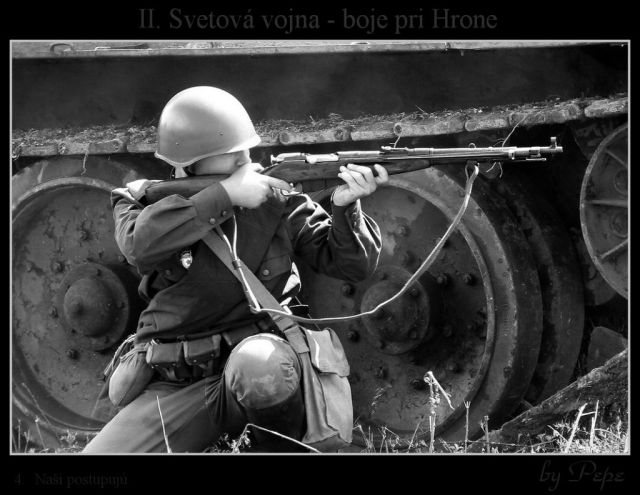 II. Svetová vojna - boje pri Hrone
4. Naši postupujú
by Pepe